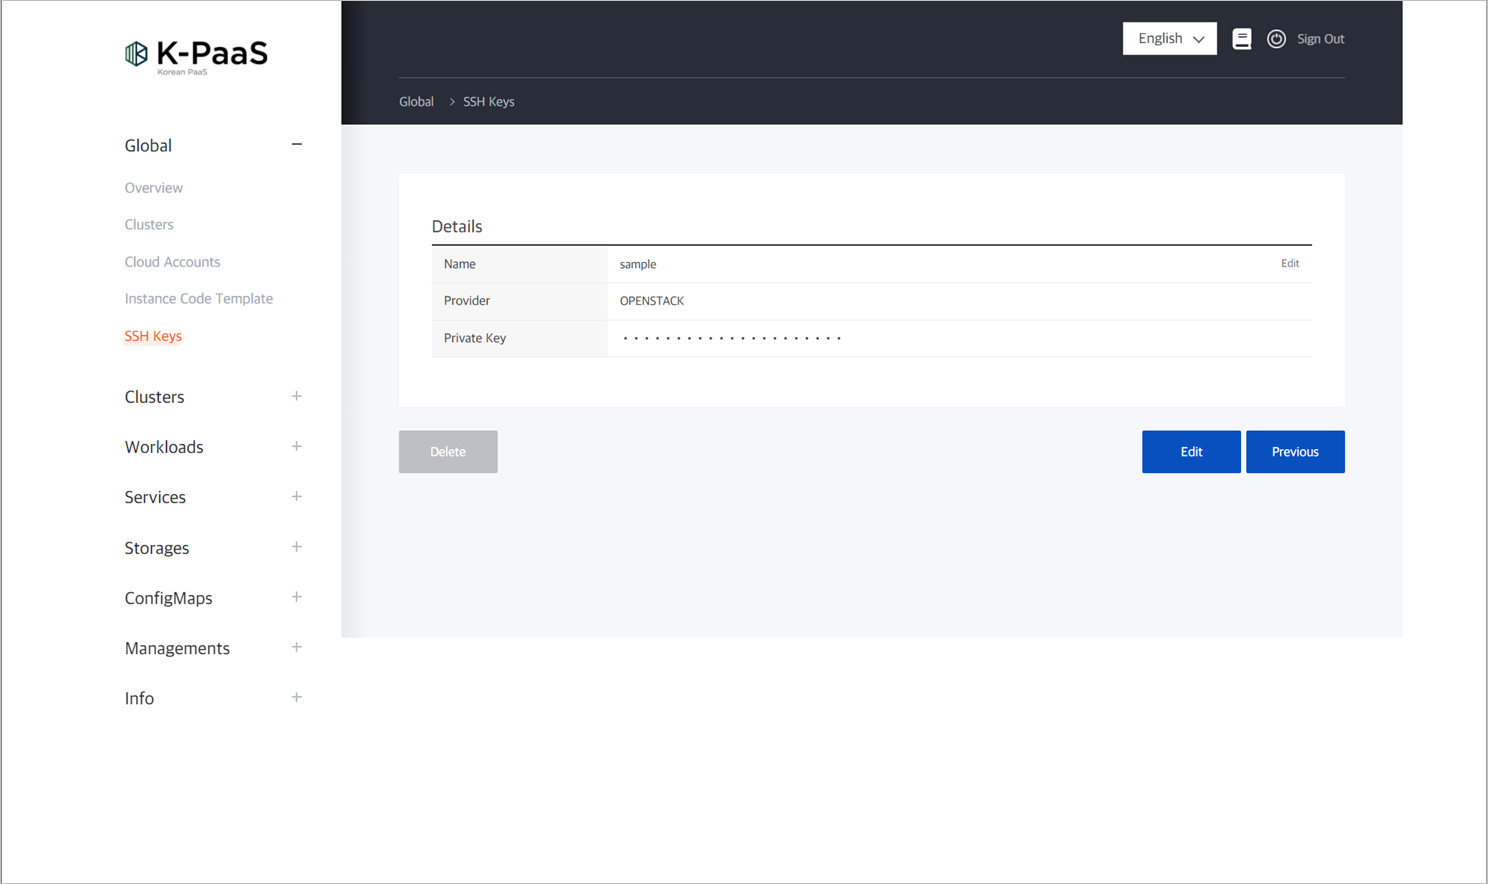 K-PaaS
Korean PaaS
English
Sign Out
Global > SSH Keys
Global
Overview
Clusters
Cloud Accounts
Instance Code Template
SSH Keys
Clusters
Workloads
Services
Storages
ConfigMaps
Managements
Info
Details
Name sample Edit
Provider OPENSTACK
Private Key • • • • • • • • • • • • • • • • • • • • •
Delete
Edit
Previous